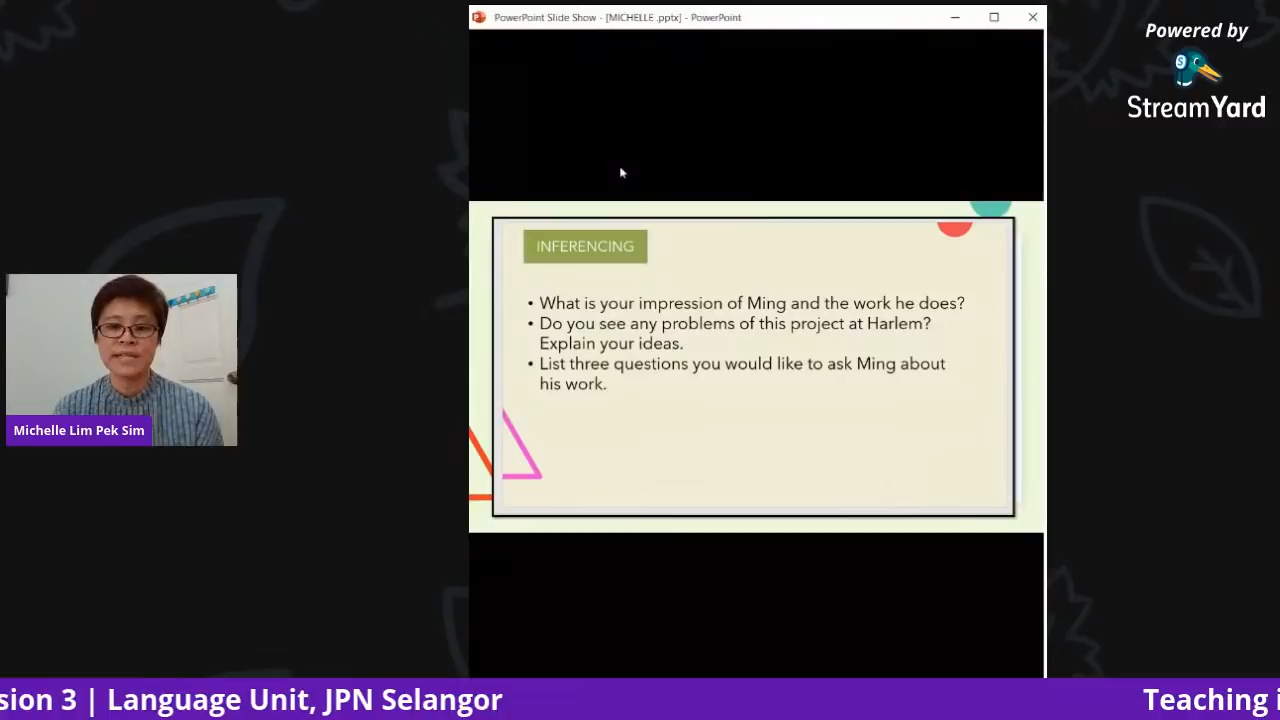 PowerPoint Slide Show - [MICHELLE .pptx] - PowerPoint
Powered by
StreamYard
INFERENCING
• What is your impression of Ming and the work he does?
• Do you see any problems of this project at Harlem?
Explain your ideas.
• List three questions you would like to ask Ming about
his work.
Michelle Lim Pek Sim
sion 3 | Language Unit, JPN Selangor
Teaching i